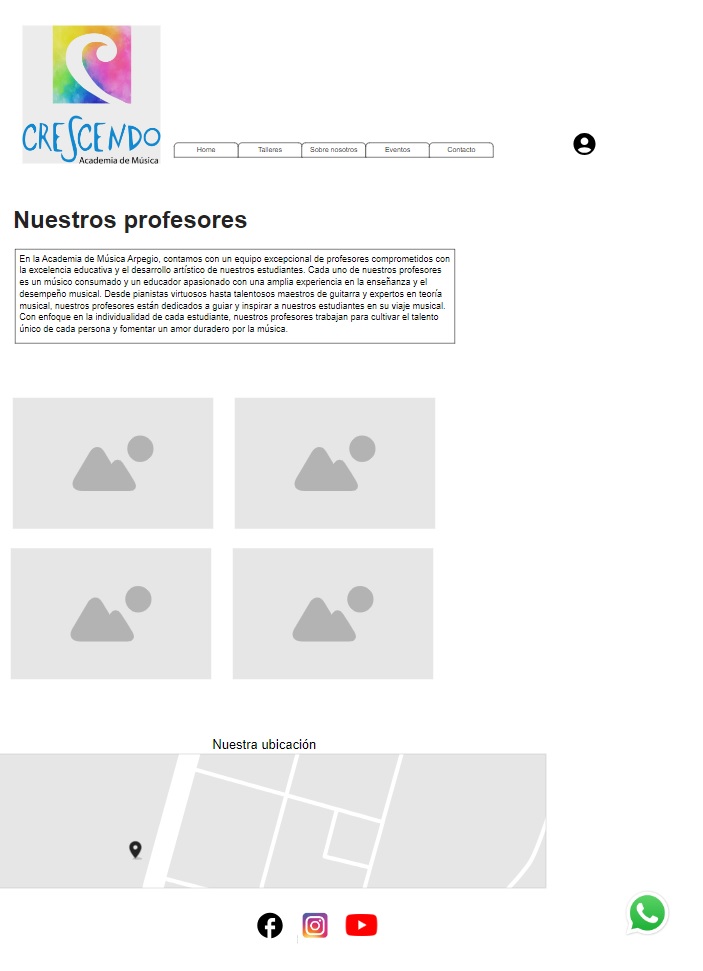 CRESCENDO
Academia de Música
Home
Talleres
Sobre nosotros
Eventos
Contacto
Nuestros profesores
En la Academia de Música Arpegio, contamos con un equipo excepcional de profesores comprometidos con
la excelencia educativa y el desarrollo artístico de nuestros estudiantes. Cada uno de nuestros profesores
es un músico consumado y un educador apasionado con una amplia experiencia en la enseñanza y el
desempeño musical. Desde pianistas virtuosos hasta talentosos maestros de guitarra y expertos en teoría
musical, nuestros profesores están dedicados a guiar y inspirar a nuestros estudiantes en su viaje musical.
Con enfoque en la individualidad de cada estudiante, nuestros profesores trabajan para cultivar el talento
único de cada persona y fomentar un amor duradero por la música.
Nuestra ubicación